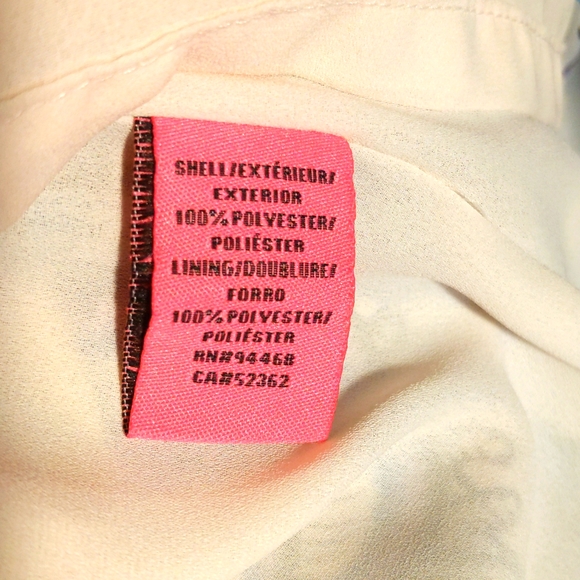 SHELL/EXTÉRIEUR/
EXTERIOR
100% POLYESTER/
POLIÉSTER
LINING/DOUBLURE/
FORRO
100% POLYESTER/
POLIÉSTER
RN#94468
CA#52362